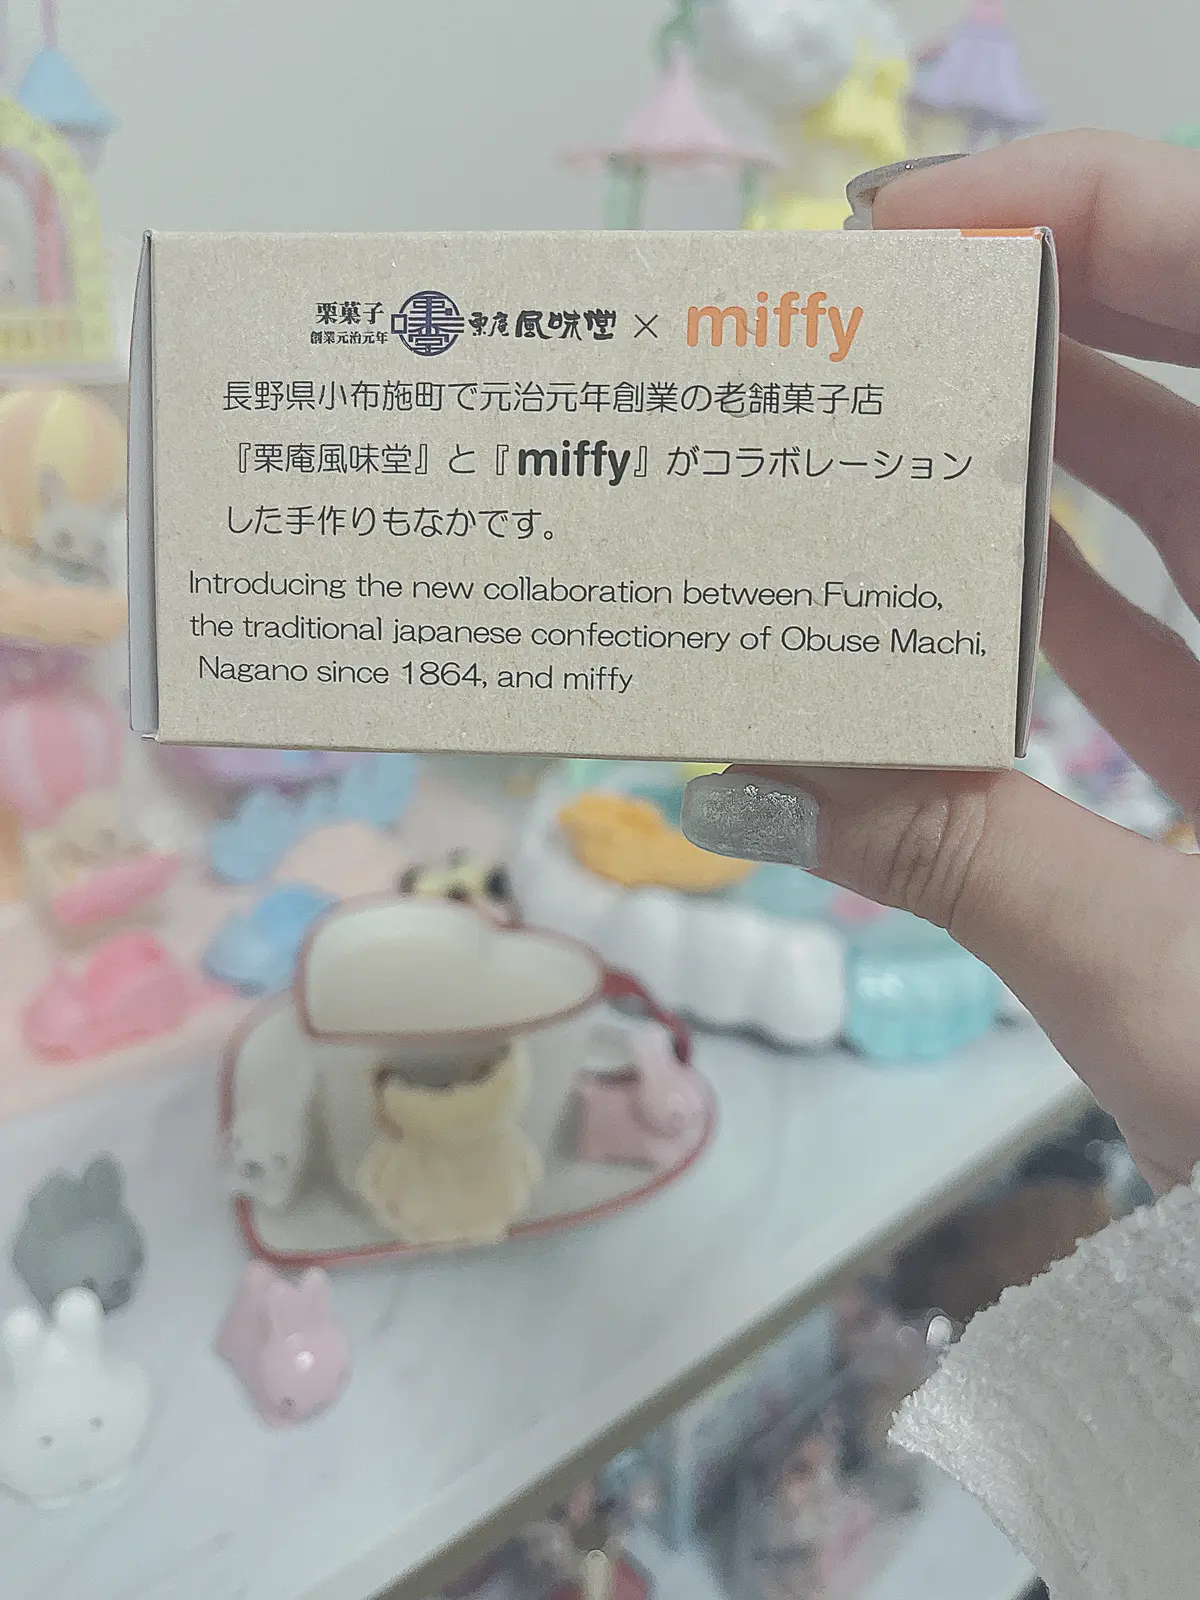 栗菓子 創業元治元年 栗庵風味堂 × miffy
長野県小布施町で元治元年創業の老舗菓子店
『栗庵風味堂』と『miffy』がコラボレーション
した手作りもなかです。
Introducing the new collaboration between Fumido,
the traditional japanese confectionery of Obuse Machi,
Nagano since 1864, and miffy